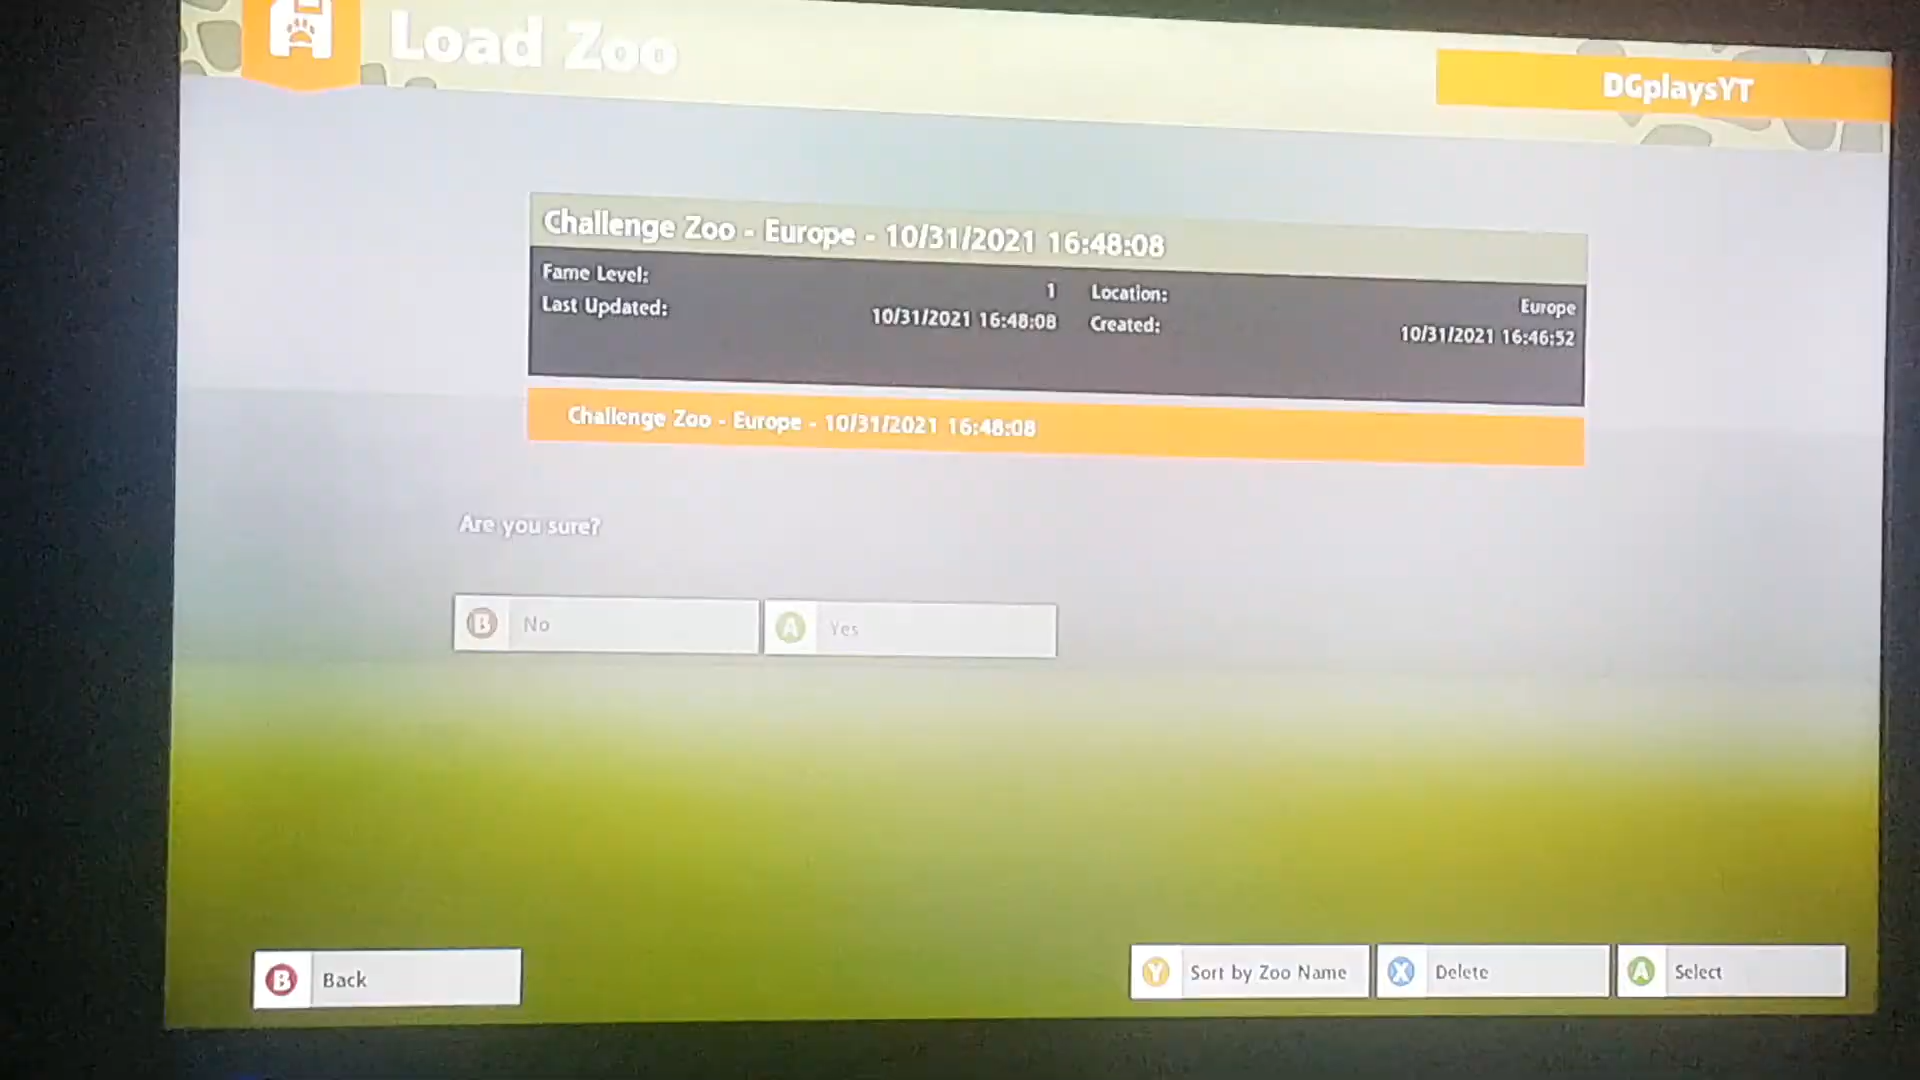 Load Zoo
DGplaysYT
Challenge Zoo - Europe - 10/31/2021 16:48:08
Fame Level: 1 Location: Europe
Last Updated: 10/31/2021 16:48:08 Created: 10/31/2021 16:46:52
Challenge Zoo - Europe - 10/31/2021 16:48:08
Are you sure?
B No A Yes
B Back Y Sort by Zoo Name X Delete A Select